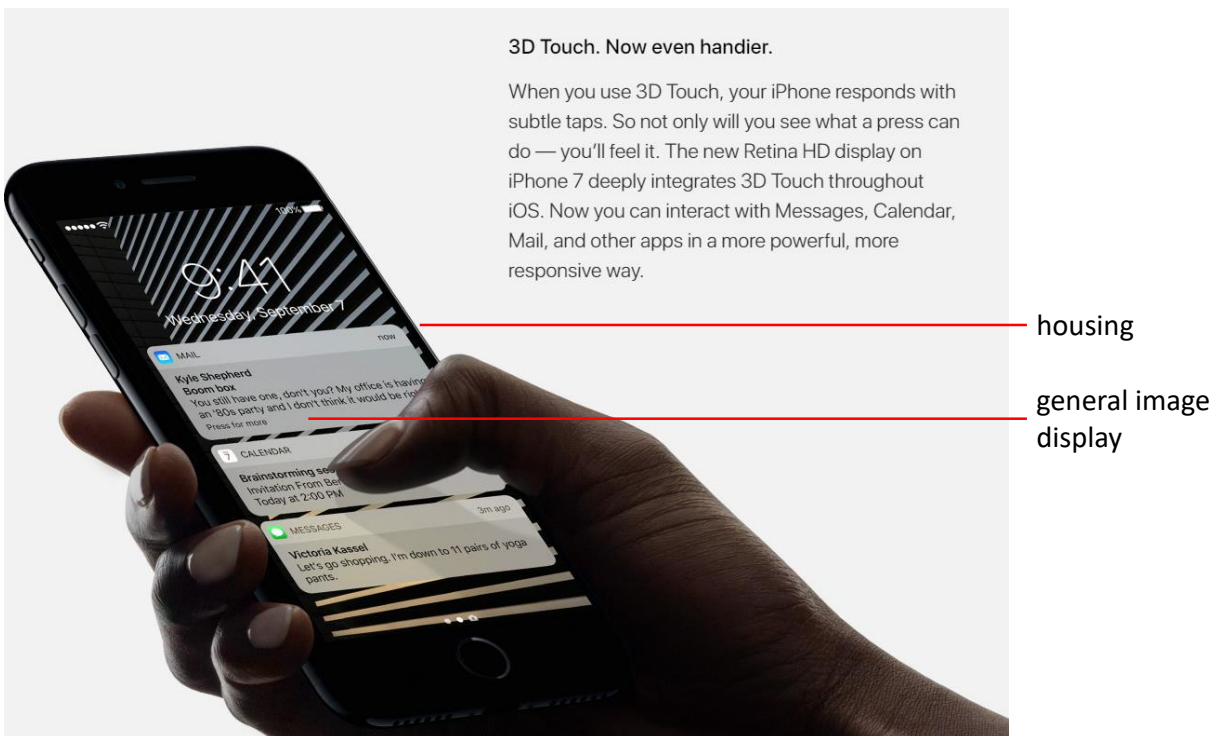 3D Touch. Now even handier.
When you use 3D Touch, your iPhone responds with
subtle taps. So not only will you see what a press can
do — you’ll feel it. The new Retina HD display on
iPhone 7 deeply integrates 3D Touch throughout
iOS. Now you can interact with Messages, Calendar,
Mail, and other apps in a more powerful, more
responsive way.
100%
9:41
Wednesday, September 7
MAIL
now
Kyle Shepherd
Boom box
You still have one, don't you? My office is having
an '80s party and I don't think it would be
Press for more
7 CALENDAR
Brainstorming
Invitation From
Today at 2:00 PM
MESSAGES
3m ago
Victoria Kassel
Let's go shopping. I'm down to 11 pairs of yoga
pants.
housing
general image
display